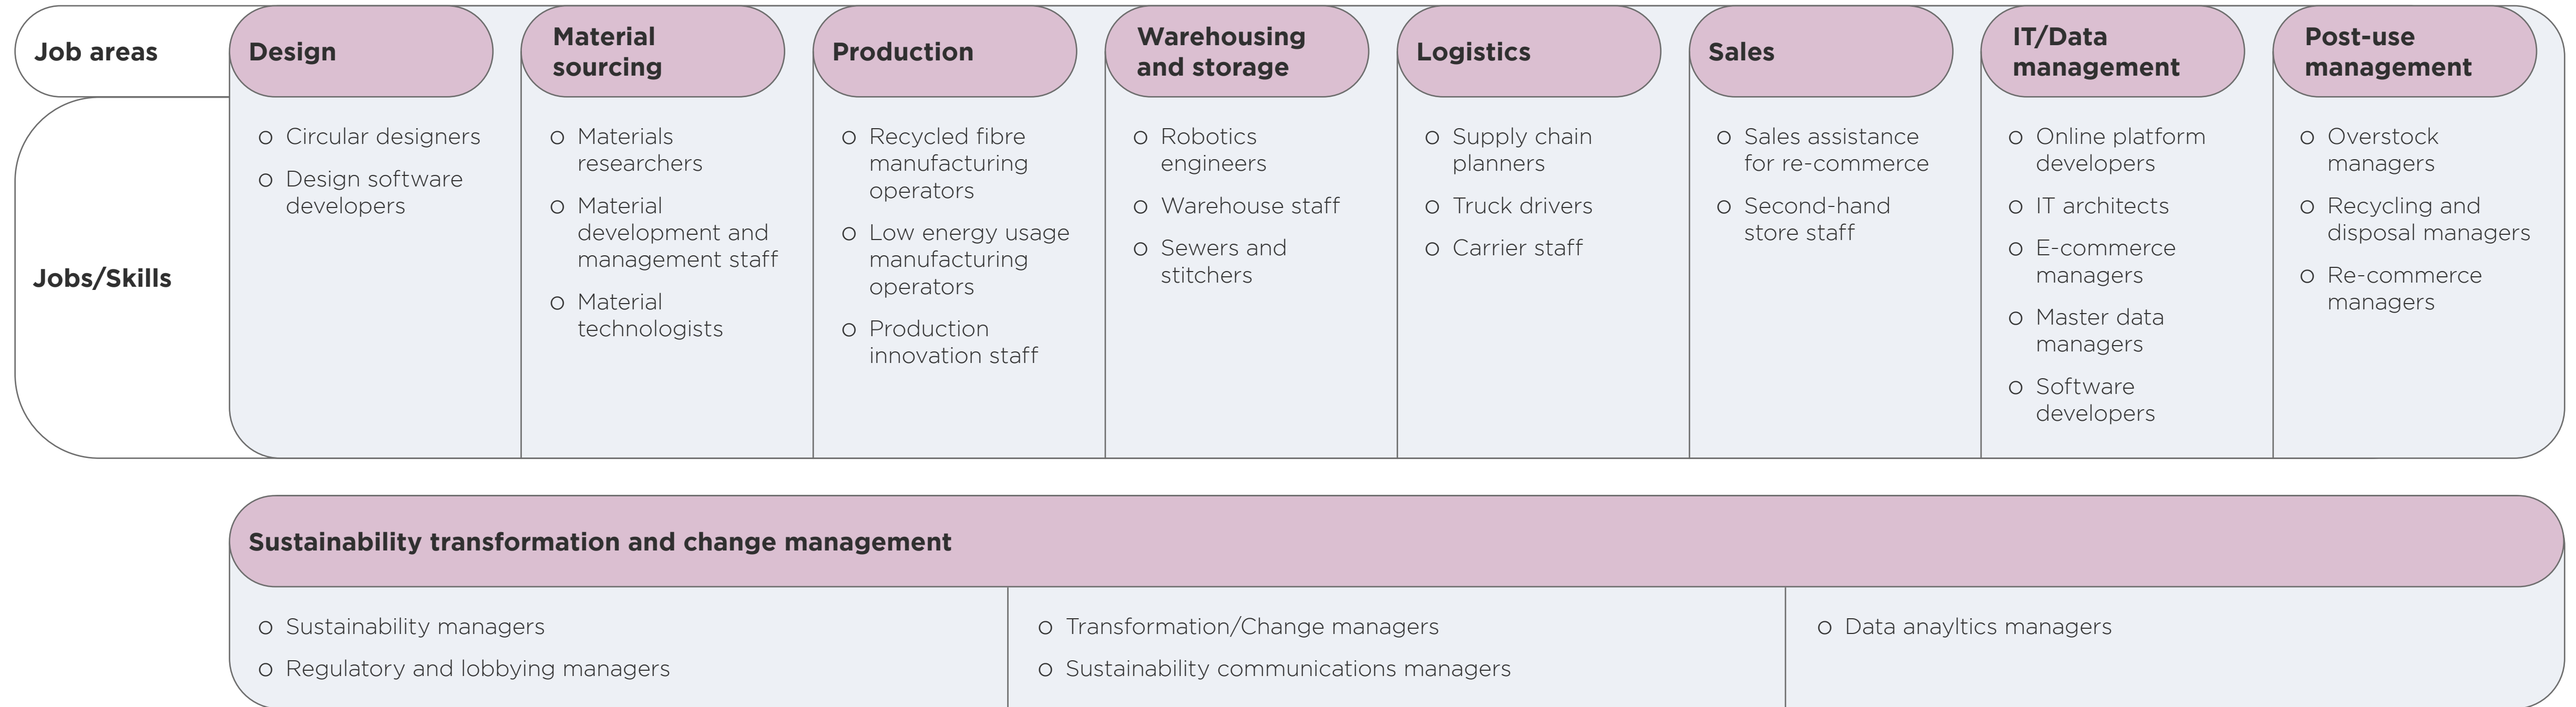 Job areas
Design
Material
sourcing
Production
Warehousing
and storage
Logistics
Sales
IT/Data
management
Post-use
management
Jobs/Skills
Circular designers
Design software
developers
Materials
researchers
Material
development and
management staff
Material
technologists
Recycled fibre
manufacturing
operators
Low energy usage
manufacturing
operators
Production
innovation staff
Robotics
engineers
Warehouse staff
Sewers and
stitchers
Supply chain
planners
Truck drivers
Carrier staff
Sales assistance
for re-commerce
Second-hand
store staff
Online platform
developers
IT architects
E-commerce
managers
Master data
managers
Software
developers
Overstock
managers
Recycling and
disposal managers
Re-commerce
managers
Sustainability transformation and change management
Sustainability managers
Regulatory and lobbying managers
Transformation/Change managers
Sustainability communications managers
Data anayltics managers